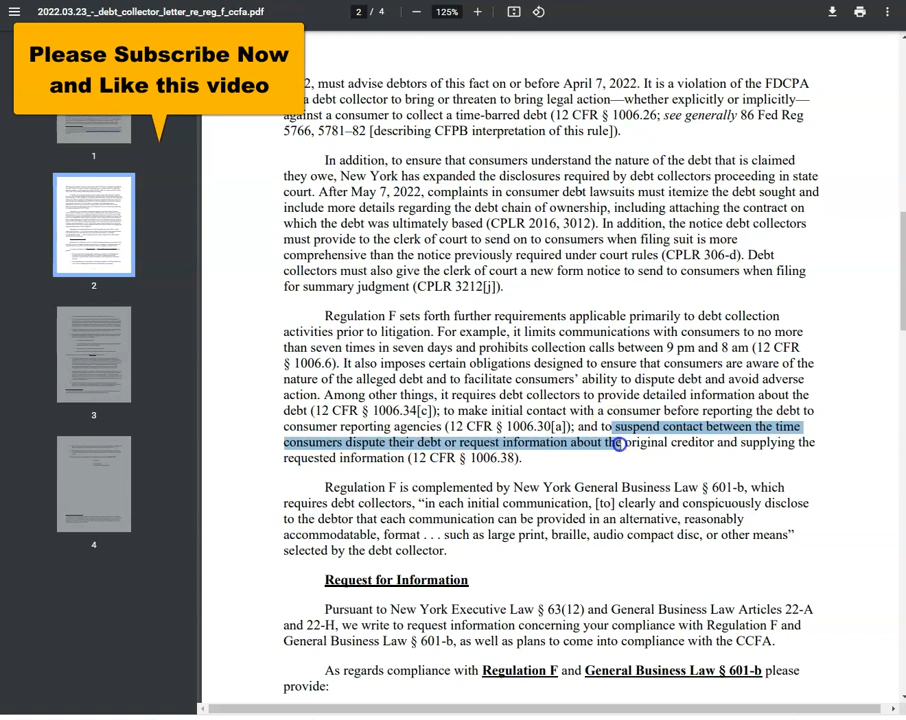 2022.03.23_-_debt_collector_letter_re_reg_f_ccfa.pdf
2 / 4
125%
Please Subscribe Now
and Like this video
1
2
3
4
must advise debtors of this fact on or before April 7, 2022. It is a violation of the FDCPA
a debt collector to bring or threaten to bring legal action—whether explicitly or implicitly—
against a consumer to collect a time-barred debt (12 CFR § 1006.26; see generally 86 Fed Reg
5766, 5781–82 [describing CFPB interpretation of this rule]).
In addition, to ensure that consumers understand the nature of the debt that is claimed
they owe, New York has expanded the disclosures required by debt collectors proceeding in state
court. After May 7, 2022, complaints in consumer debt lawsuits must itemize the debt sought and
include more details regarding the debt chain of ownership, including attaching the contract on
which the debt was ultimately based (CPLR 2016, 3012). In addition, the notice debt collectors
must provide to the clerk of court to send on to consumers when filing suit is more
comprehensive than the notice previously required under court rules (CPLR 306-d). Debt
collectors must also give the clerk of court a new form notice to send to consumers when filing
for summary judgment (CPLR 3212[j]).
Regulation F sets forth further requirements applicable primarily to debt collection
activities prior to litigation. For example, it limits communications with consumers to no more
than seven times in seven days and prohibits collection calls between 9 pm and 8 am (12 CFR
§ 1006.6). It also imposes certain obligations designed to ensure that consumers are aware of the
nature of the alleged debt and to facilitate consumers’ ability to dispute debt and avoid adverse
action. Among other things, it requires debt collectors to provide detailed information about the
debt (12 CFR § 1006.34[c]); to make initial contact with a consumer before reporting the debt to
consumer reporting agencies (12 CFR § 1006.30[a]); and to suspend contact between the time
consumers dispute their debt or request information about the original creditor and supplying the
requested information (12 CFR § 1006.38).
Regulation F is complemented by New York General Business Law § 601-b, which
requires debt collectors, “in each initial communication, [to] clearly and conspicuously disclose
to the debtor that each communication can be provided in an alternative, reasonably
accommodatable, format . . . such as large print, braille, audio compact disc, or other means”
selected by the debt collector.
Request for Information
Pursuant to New York Executive Law § 63(12) and General Business Law Articles 22-A
and 22-H, we write to request information concerning your compliance with Regulation F and
General Business Law § 601-b, as well as plans to come into compliance with the CCFA.
As regards compliance with Regulation F and General Business Law § 601-b please
provide: